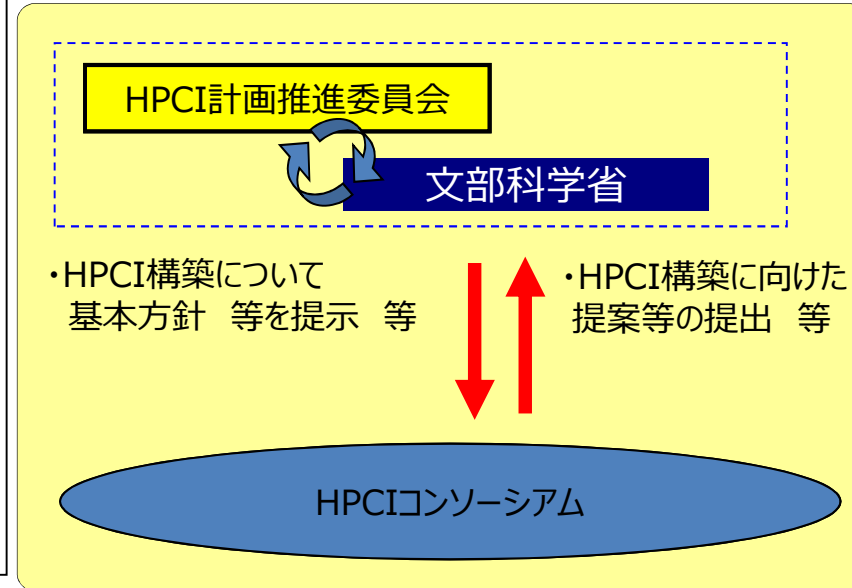 HPCI計画推進委員会
文部科学省
・HPCI構築について
基本方針 等を提示 等
・HPCI構築に向けた
提案等の提出 等
HPCIコンソーシアム